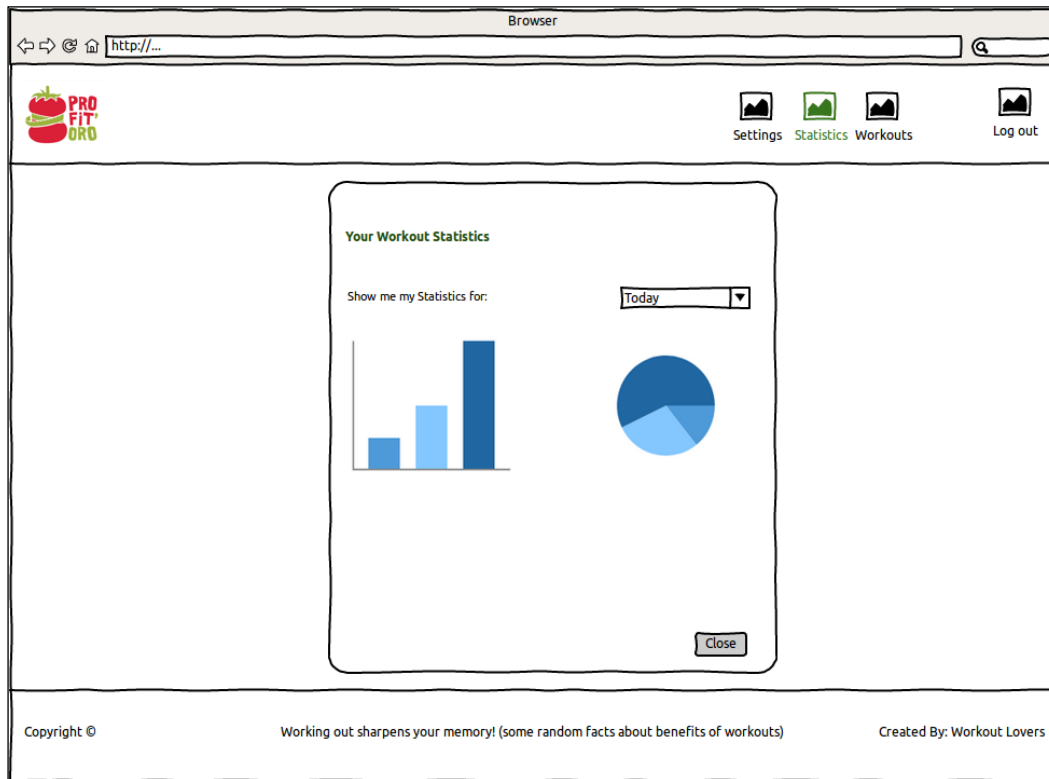 Browser
http://...
PRO
FIT'
ORO
Settings Statistics Workouts Log out
Your Workout Statistics
Show me my Statistics for: Today
Close
Copyright © Working out sharpens your memory! (some random facts about benefits of workouts) Created By: Workout Lovers